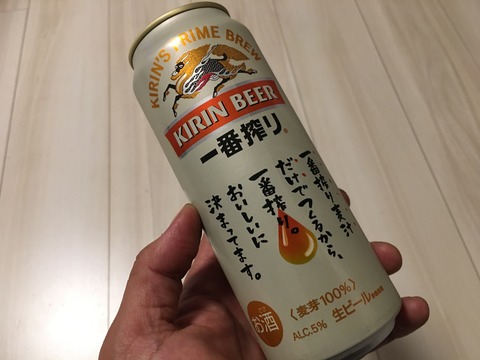 KIRIN'S PRIME BREW
KIRIN BEER
一番搾り®
一番搾り麦汁
だけでつくるから、
一番搾り。
おいしいに
決まってます。
お酒
〈麦芽100%〉
ALC.5% 生ビール